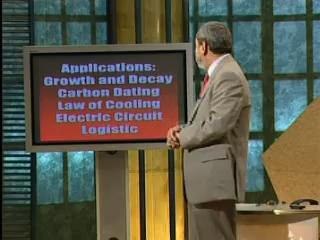 Applications:
Growth and Decay
Carbon Dating
Law of Cooling
Electric Circuit
Logistic